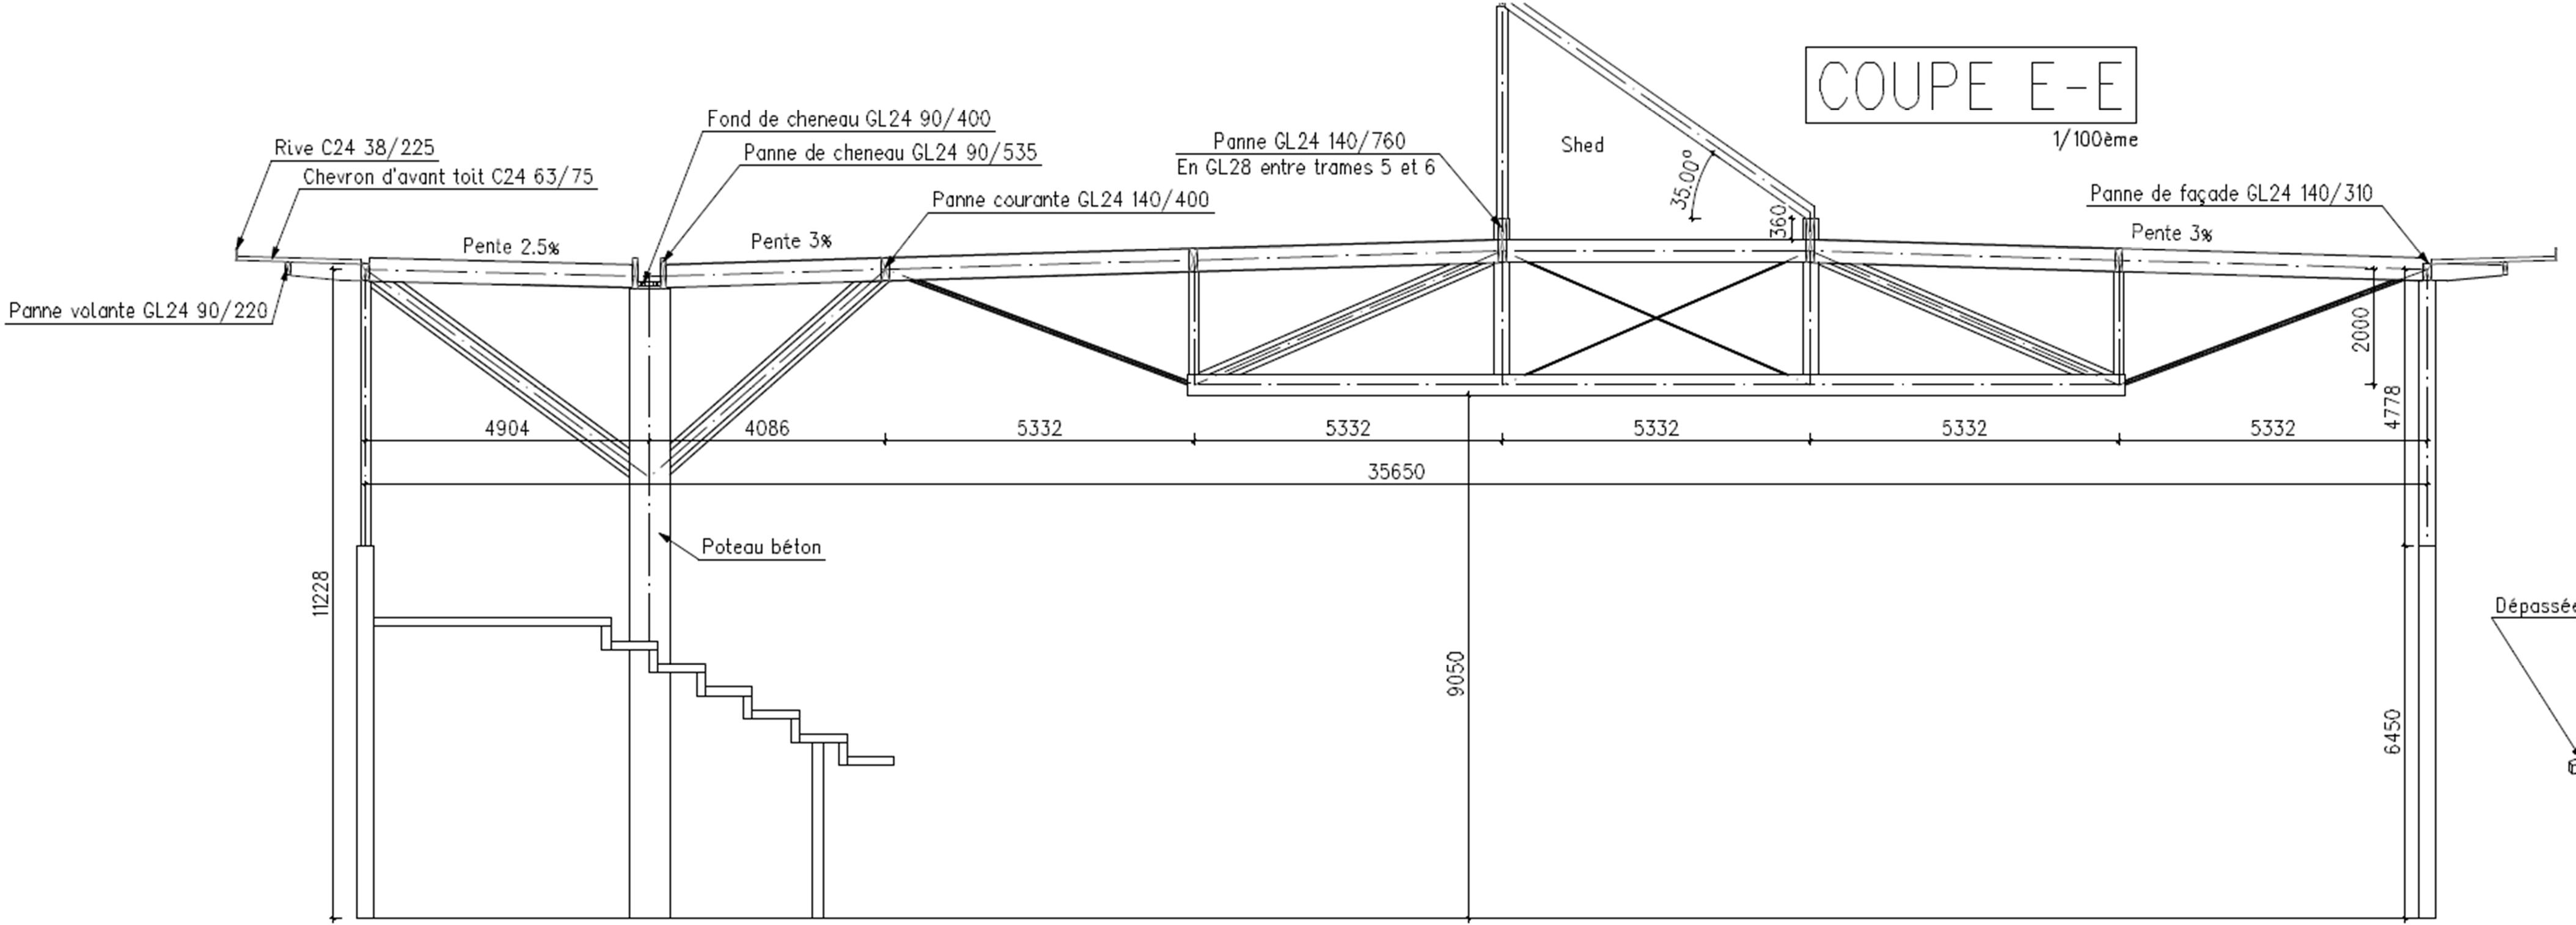 COUPE E-E
1/100ème
Fond de cheneau GL24 90/400
Panne de cheneau GL24 90/535
Rive C24 38/225
Chevron d'avant toit C24 63/75
Panne GL24 140/760
En GL28 entre trames 5 et 6
Shed
35.00°
360
Panne courante GL24 140/400
Panne de façade GL24 140/310
Pente 2.5%
Pente 3%
Pente 3%
Panne volante GL24 90/220
2000
4778
4904
4086
5332
5332
5332
5332
5332
35650
Poteau béton
11228
9050
6450
Dépassée